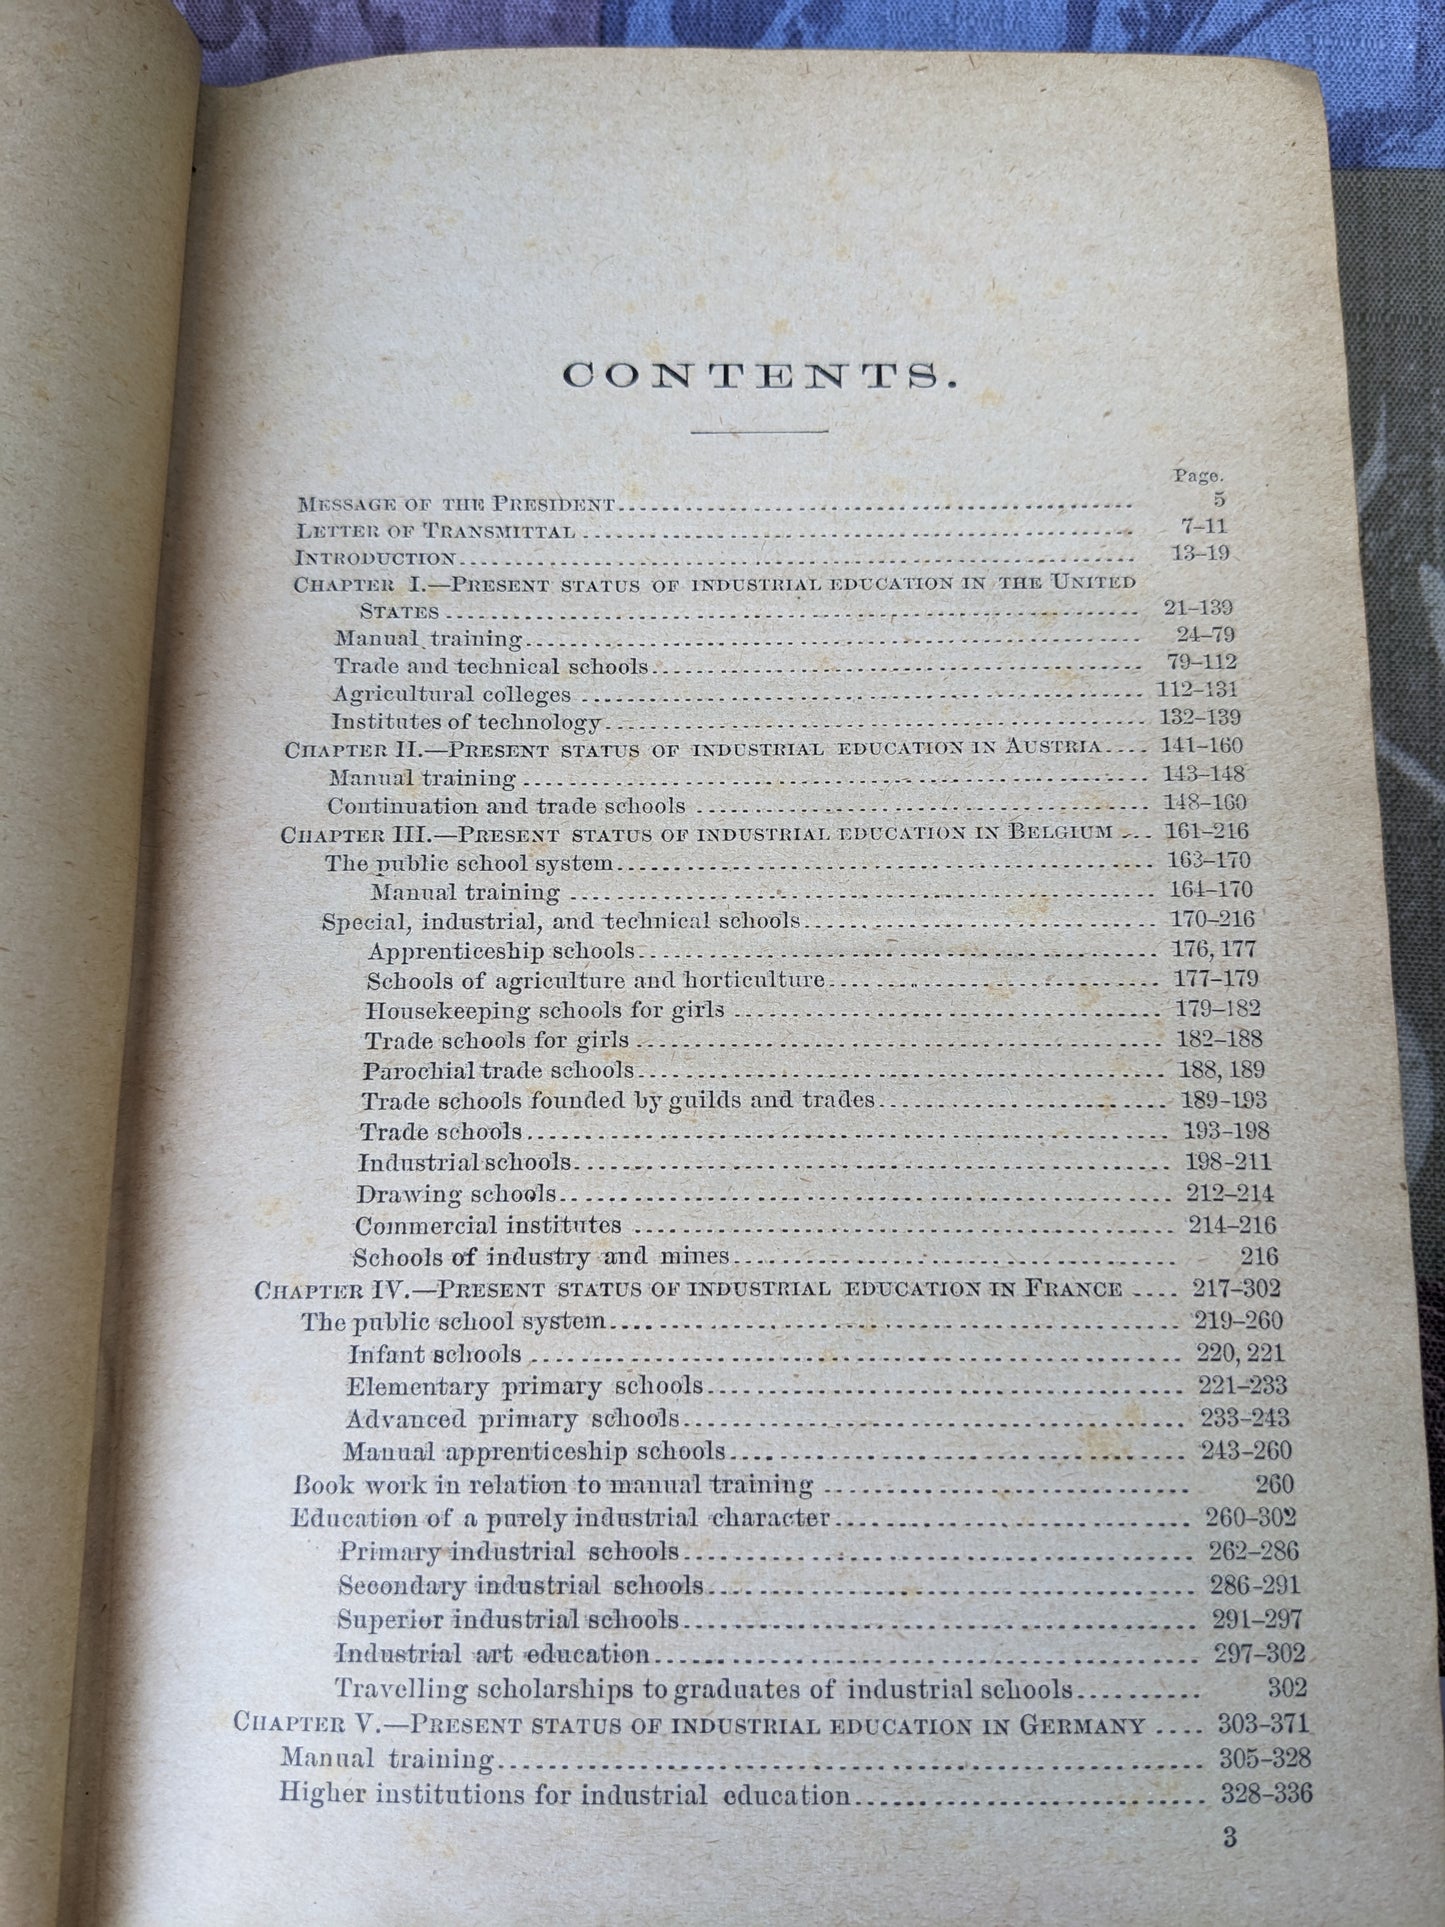 CONTENTS.
Page.
MESSAGE OF THE PRESIDENT 5
LETTER OF TRANSMITTAL 7–11
INTRODUCTION 13–19
CHAPTER I.—PRESENT STATUS OF INDUSTRIAL EDUCATION IN THE UNITED
STATES 21–139
Manual training 24–79
Trade and technical schools 79–112
Agricultural colleges 112–131
Institutes of technology 132–139
CHAPTER II.—PRESENT STATUS OF INDUSTRIAL EDUCATION IN AUSTRIA 141–160
Manual training 143–148
Continuation and trade schools 148–160
CHAPTER III.—PRESENT STATUS OF INDUSTRIAL EDUCATION IN BELGIUM 161–216
The public school system 163–170
Manual training 164–170
Special, industrial, and technical schools 170–216
Apprenticeship schools 176, 177
Schools of agriculture and horticulture 177–179
Housekeeping schools for girls 179–182
Trade schools for girls 182–188
Parochial trade schools 188, 189
Trade schools founded by guilds and trades 189–193
Trade schools 193–198
Industrial schools 198–211
Drawing schools 212–214
Commercial institutes 214–216
Schools of industry and mines 216
CHAPTER IV.—PRESENT STATUS OF INDUSTRIAL EDUCATION IN FRANCE 217–302
The public school system 219–260
Infant schools 220, 221
Elementary primary schools 221–233
Advanced primary schools 233–243
Manual apprenticeship schools 243–260
Book work in relation to manual training 260
Education of a purely industrial character 260–302
Primary industrial schools 262–286
Secondary industrial schools 286–291
Superior industrial schools 291–297
Industrial art education 297–302
Travelling scholarships to graduates of industrial schools 302
CHAPTER V.—PRESENT STATUS OF INDUSTRIAL EDUCATION IN GERMANY 303–371
Manual training 305–328
Higher institutions for industrial education 328–336
3